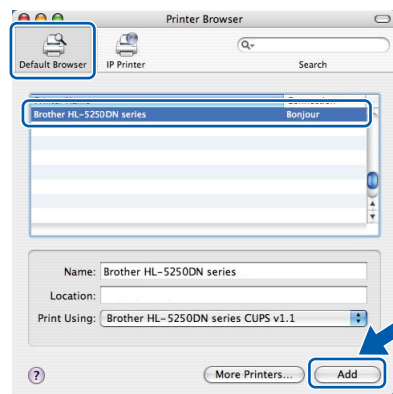 Printer Browser
Default Browser
IP Printer
Search
Connection
Brother HL-5250DN series Bonjour
Name: Brother HL-5250DN series
Location:
Print Using: Brother HL-5250DN series CUPS v1.1
? More Printers... Add